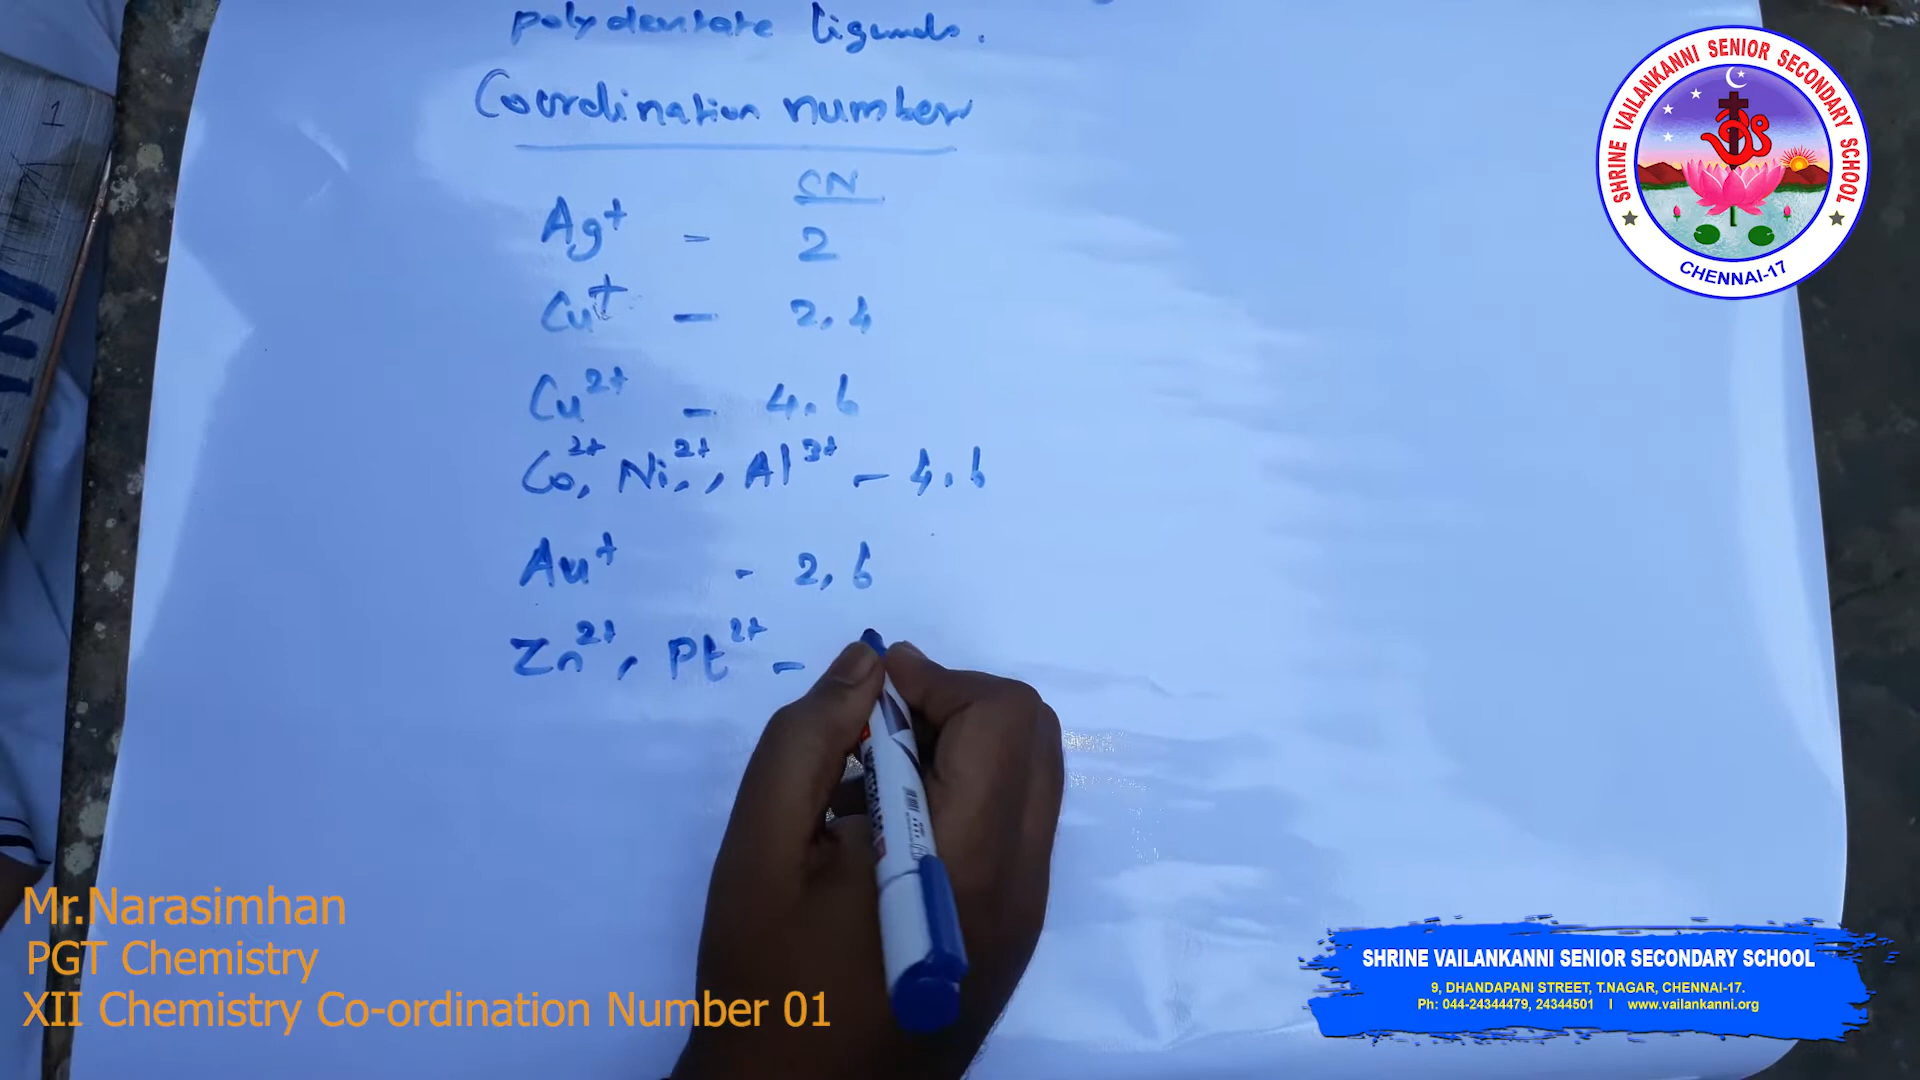 polydentate ligands.
Coordination number
CN
Ag+ - 2
Cu+ - 2,4
Cu2+ - 4.6
Co2+, Ni2+, Al3+ - 4.6
Au+ - 2,6
Zn2+, Pt2+ -
1
SHRINE VAILANKANNI SENIOR SECONDARY SCHOOL
CHENNAI-17
Mr.Narasimhan
PGT Chemistry
XII Chemistry Co-ordination Number 01
SHRINE VAILANKANNI SENIOR SECONDARY SCHOOL
9, DHANDAPANI STREET, T.NAGAR, CHENNAI-17.
Ph: 044-24344479, 24344501 I www.vailankanni.org